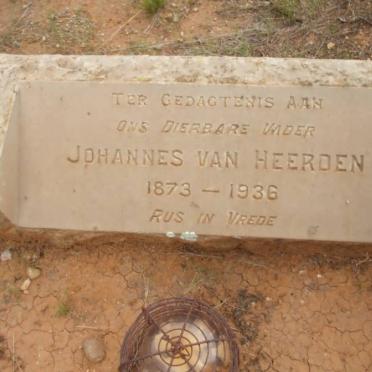 TER GEDAGTENIS AAN
ONS DIERBARE VADER
JOHANNES VAN HEERDEN
1873 — 1936
RUS IN VREDE